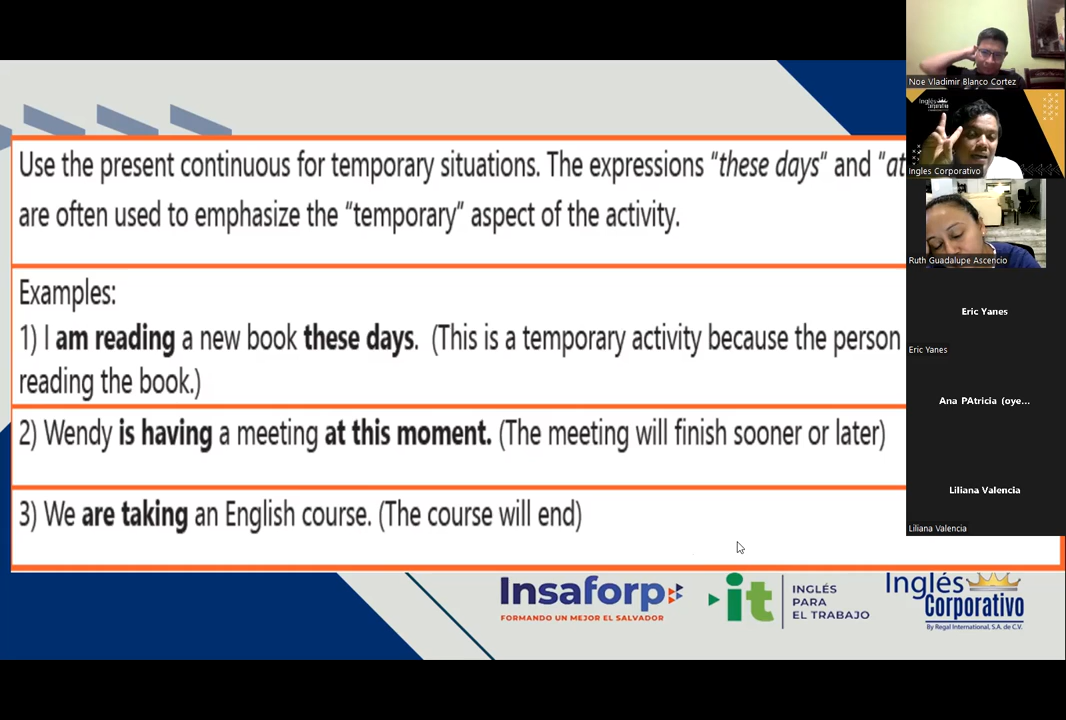 Use the present continuous for temporary situations. The expressions "these days" and "at
are often used to emphasize the "temporary" aspect of the activity.
Examples:
1) I am reading a new book these days. (This is a temporary activity because the person
reading the book.)
2) Wendy is having a meeting at this moment. (The meeting will finish sooner or later)
3) We are taking an English course. (The course will end)
Insaforp
FORMANDO UN MEJOR EL SALVADOR
it
INGLÉS
PARA
EL TRABAJO
Inglés
Corporativo
By Regal International, S.A. de C.V.
Noe Vladimir Blanco Cortez
Inglés
Corporativo
Ingles Corporativo
Ruth Guadalupe Ascencio
Eric Yanes
Eric Yanes
Ana PAtricia (oye...
Liliana Valencia
Liliana Valencia